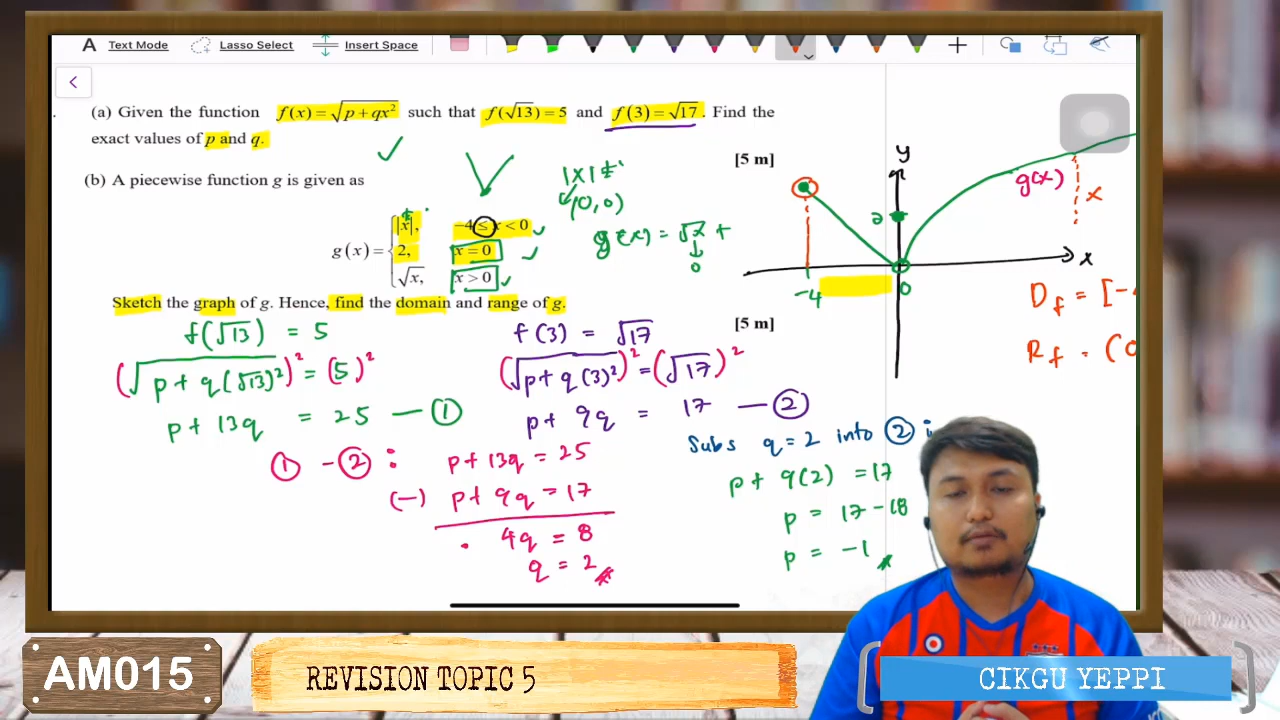 A Text Mode Lasso Select Insert Space
(a) Given the function f(x) = √(p + qx²) such that f(√13) = 5 and f(3) = √17. Find the
exact values of p and q.
[5 m]
(b) A piecewise function g is given as
|x|, -4 ≤ x < 0
g(x) = { 2, x = 0
√x, x > 0
Sketch the graph of g. Hence, find the domain and range of g.
[5 m]
(0,0)
g(x) = √x +
0
y
2
g(x)
x
x
-4
0
D_f = [-
R_f = (0
f(√13) = 5
(√(p + q(√13)²))² = (5)²
p + 13q = 25 — ①
f(3) = √17
(√(p + q(3)²))² = (√17)²
p + 9q = 17 — ②
① - ② :
p + 13q = 25
(-) p + 9q = 17
4q = 8
q = 2
Subs q = 2 into ② :
p + 9(2) = 17
p = 17 - 18
p = -1
AM015
REVISION TOPIC 5
CIKGU YEPPI